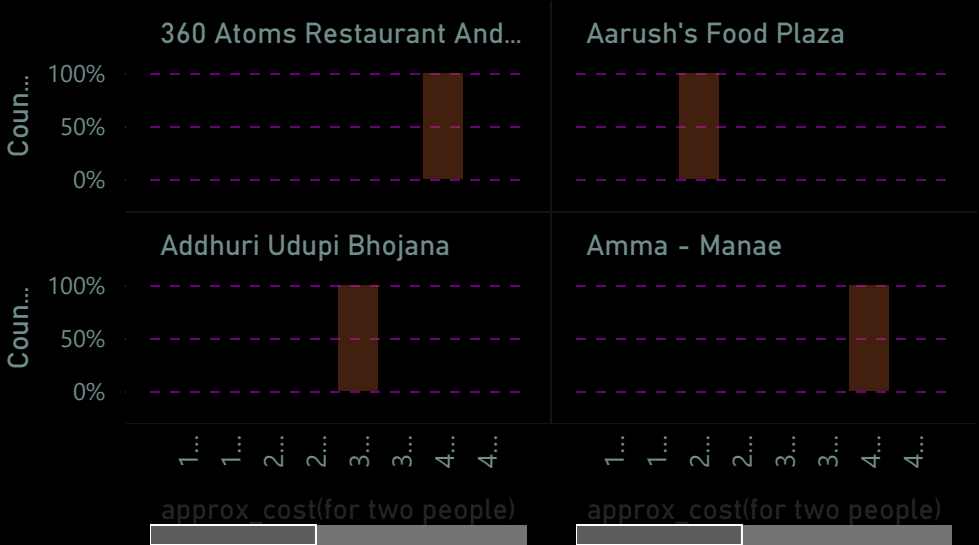 360 Atoms Restaurant And...
Aarush's Food Plaza
Coun...
100%
50%
0%
Addhuri Udupi Bhojana
Amma - Manae
Coun...
100%
50%
0%
1... 1... 2... 2... 3... 3... 4... 4...
1... 1... 2... 2... 3... 3... 4... 4...
approx_cost(for two people)
approx_cost(for two people)